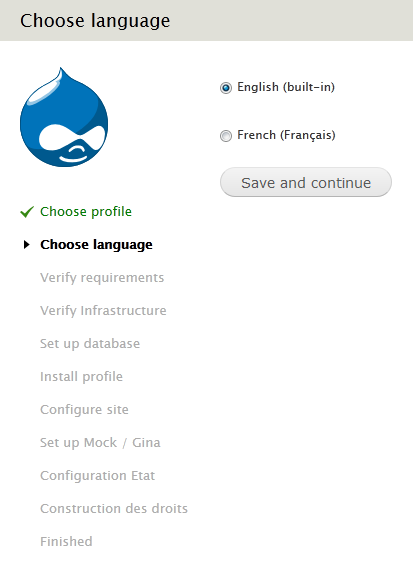 Choose language
English (built-in)
French (Français)
Save and continue
Choose profile
Choose language
Verify requirements
Verify Infrastructure
Set up database
Install profile
Configure site
Set up Mock / Gina
Configuration Etat
Construction des droits
Finished